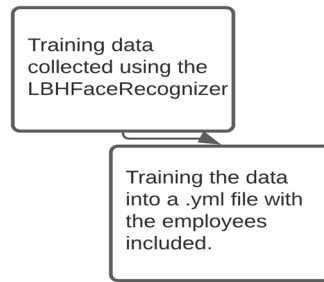 Training data
collected using the
LBHFaceRecognizer
Training the data
into a .yml file with
the employees
included.